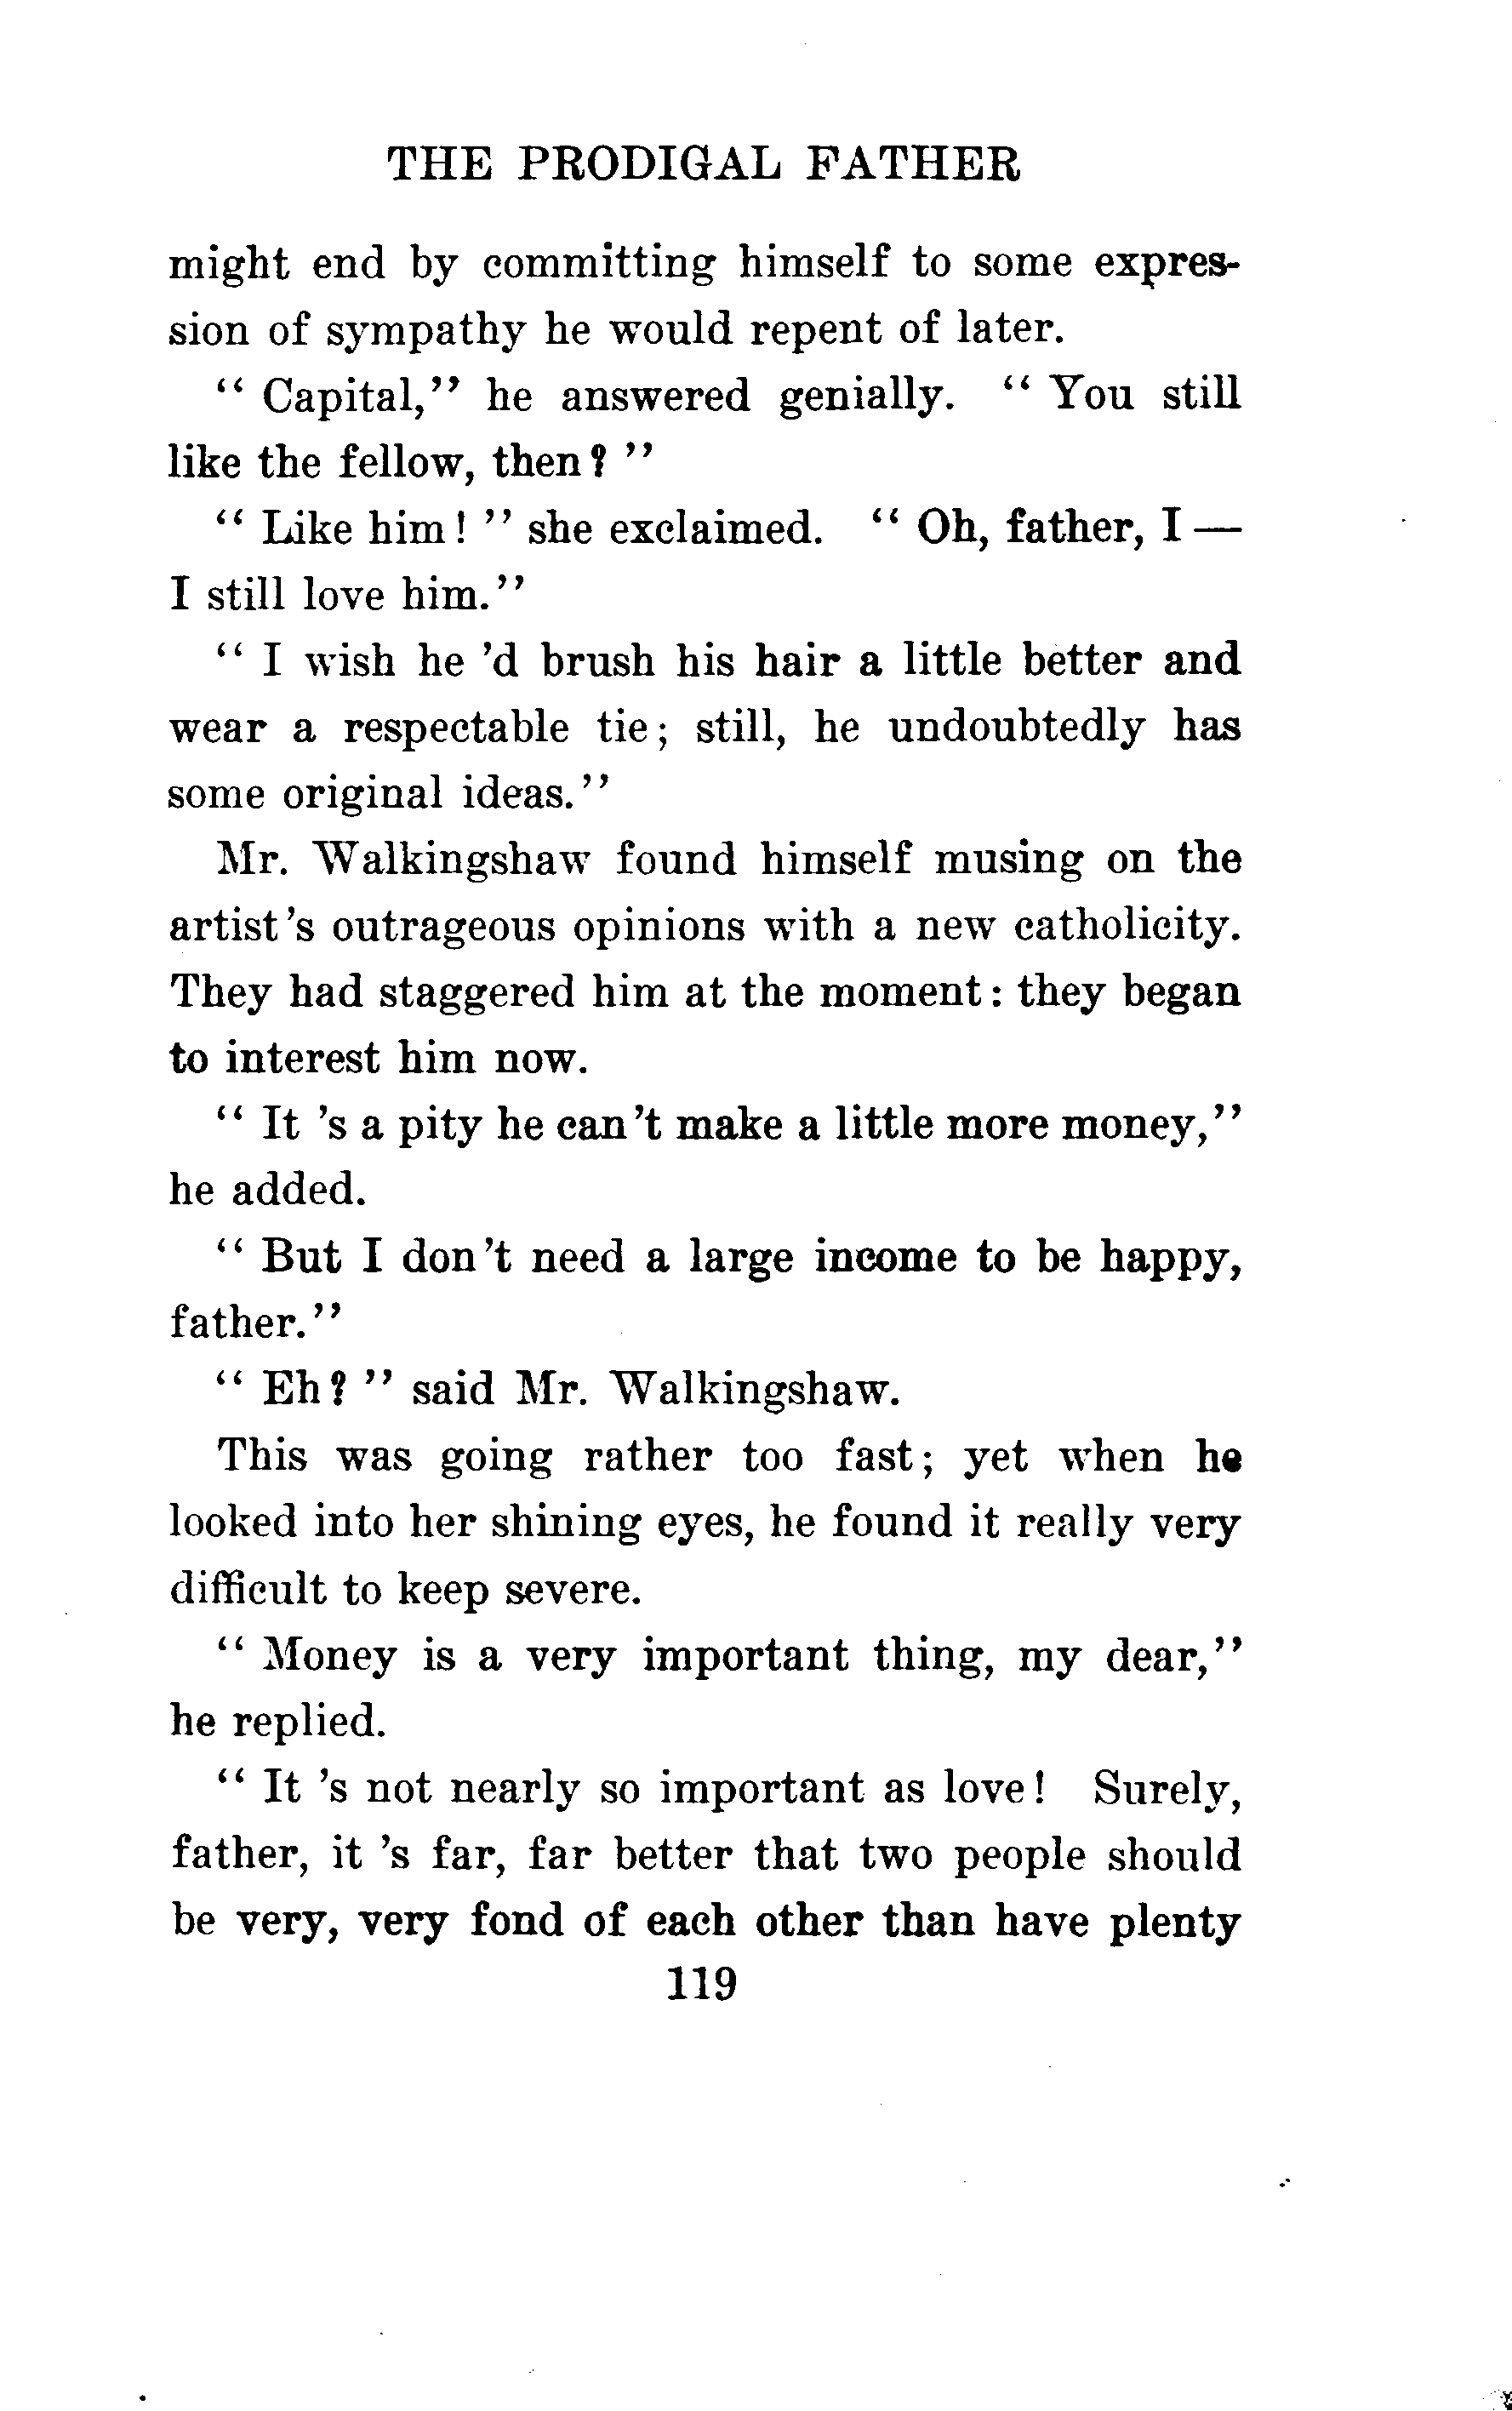 THE PRODIGAL FATHER
might end by committing himself to some expres-
sion of sympathy he would repent of later.
“ Capital,” he answered genially. “ You still
like the fellow, then? ”
“ Like him! ” she exclaimed. “ Oh, father, I —
I still love him.”
“ I wish he 'd brush his hair a little better and
wear a respectable tie; still, he undoubtedly has
some original ideas.”
Mr. Walkingshaw found himself musing on the
artist's outrageous opinions with a new catholicity.
They had staggered him at the moment: they began
to interest him now.
“ It 's a pity he can't make a little more money,”
he added.
“ But I don't need a large income to be happy,
father.”
“ Eh? ” said Mr. Walkingshaw.
This was going rather too fast; yet when he
looked into her shining eyes, he found it really very
difficult to keep severe.
“ Money is a very important thing, my dear,”
he replied.
“ It 's not nearly so important as love! Surely,
father, it 's far, far better that two people should
be very, very fond of each other than have plenty
119